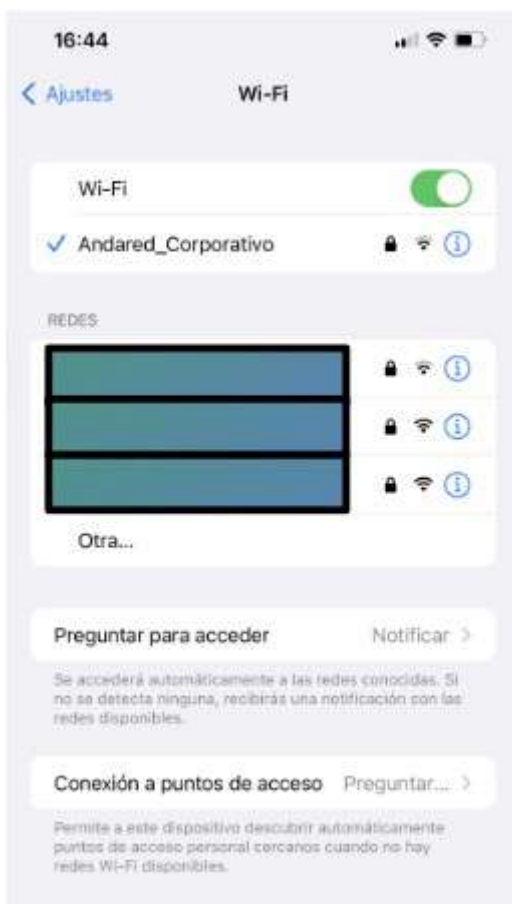 16:44
Ajustes
Wi-Fi
Wi-Fi
Andared_Corporativo
REDES
Otra...
Preguntar para acceder Notificar
Se accederá automáticamente a las redes conocidas. Si
no se detecta ninguna, recibirás una notificación con las
redes disponibles.
Conexión a puntos de acceso Preguntar...
Permite a este dispositivo descubrir automáticamente
puntos de acceso personal cercanos cuando no hay
redes Wi-Fi disponibles.